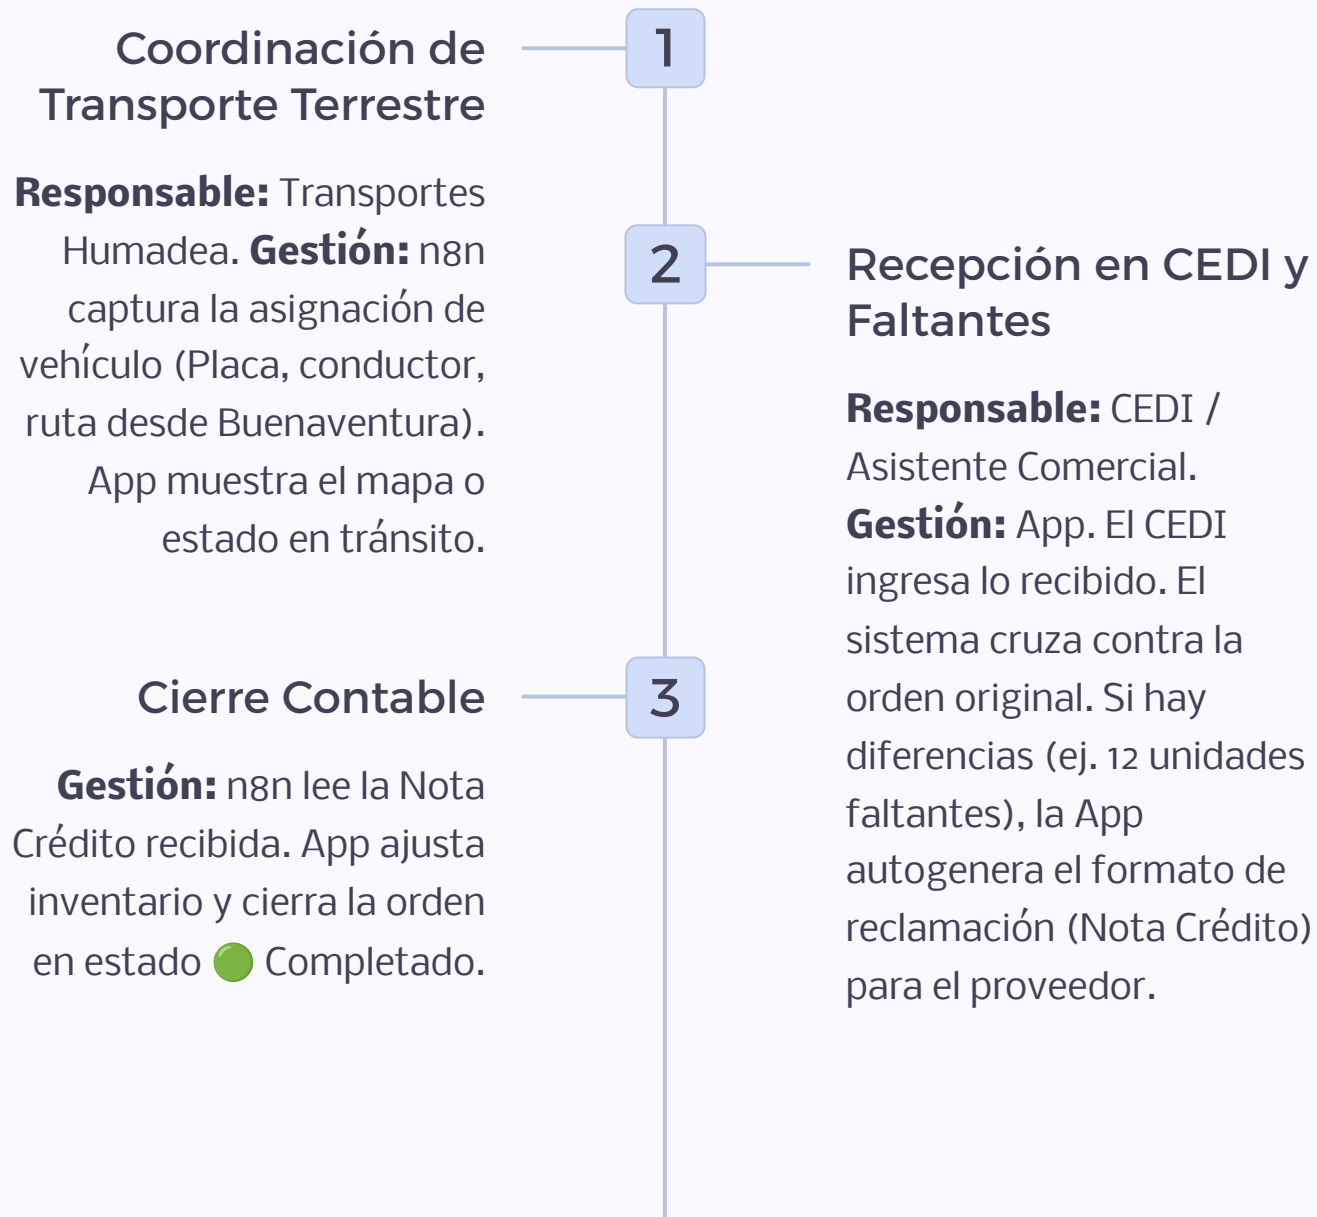 1
Coordinación de
Transporte Terrestre
Responsable: Transportes
Humadea. Gestión: n8n
captura la asignación de
vehículo (Placa, conductor,
ruta desde Buenaventura).
App muestra el mapa o
estado en tránsito.
2
Recepción en CEDI y
Faltantes
Responsable: CEDI /
Asistente Comercial.
Gestión: App. El CEDI
ingresa lo recibido. El
sistema cruza contra la
orden original. Si hay
diferencias (ej. 12 unidades
faltantes), la App
autogenera el formato de
reclamación (Nota Crédito)
para el proveedor.
3
Cierre Contable
Gestión: n8n lee la Nota
Crédito recibida. App ajusta
inventario y cierra la orden
en estado 🟢 Completado.